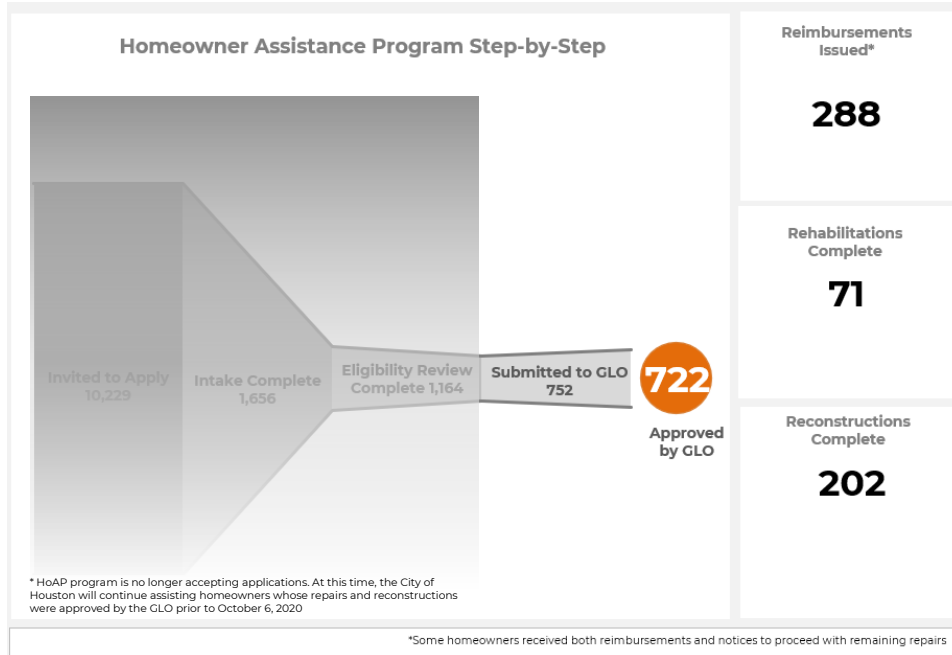 Homeowner Assistance Program Step-by-Step
Invited to Apply
10,229
Intake Complete
1,656
Eligibility Review
Complete 1,164
Submitted to GLO
752
722
Approved
by GLO
* HoAP program is no longer accepting applications. At this time, the City of
Houston will continue assisting homeowners whose repairs and reconstructions
were approved by the GLO prior to October 6, 2020
Reimbursements
Issued*
288
Rehabilitations
Complete
71
Reconstructions
Complete
202
*Some homeowners received both reimbursements and notices to proceed with remaining repairs